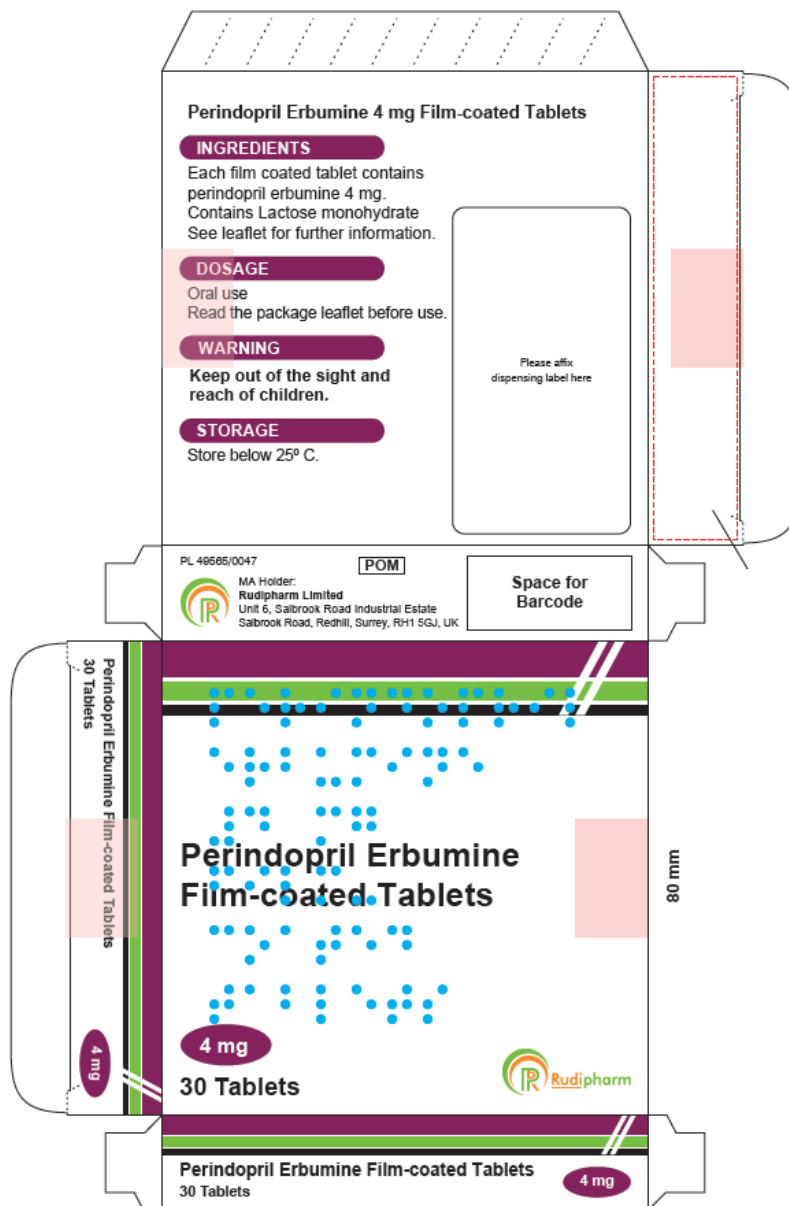 Perindopril Erbumine 4 mg Film-coated Tablets
INGREDIENTS
Each film coated tablet contains
perindopril erbumine 4 mg.
Contains Lactose monohydrate
See leaflet for further information.
DOSAGE
Oral use
Read the package leaflet before use.
WARNING
Keep out of the sight and
reach of children.
STORAGE
Store below 25º C.
Please affix
dispensing label here
PL 49565/0047
POM
MA Holder:
Rudipharm Limited
Unit 6, Salbrook Road Industrial Estate
Salbrook Road, Redhill, Surrey, RH1 5GJ, UK
Space for
Barcode
Perindopril Erbumine Film-coated Tablets
30 Tablets
4 mg
Perindopril Erbumine
Film-coated Tablets
4 mg
30 Tablets
Rudipharm
80 mm
Perindopril Erbumine Film-coated Tablets
30 Tablets
4 mg